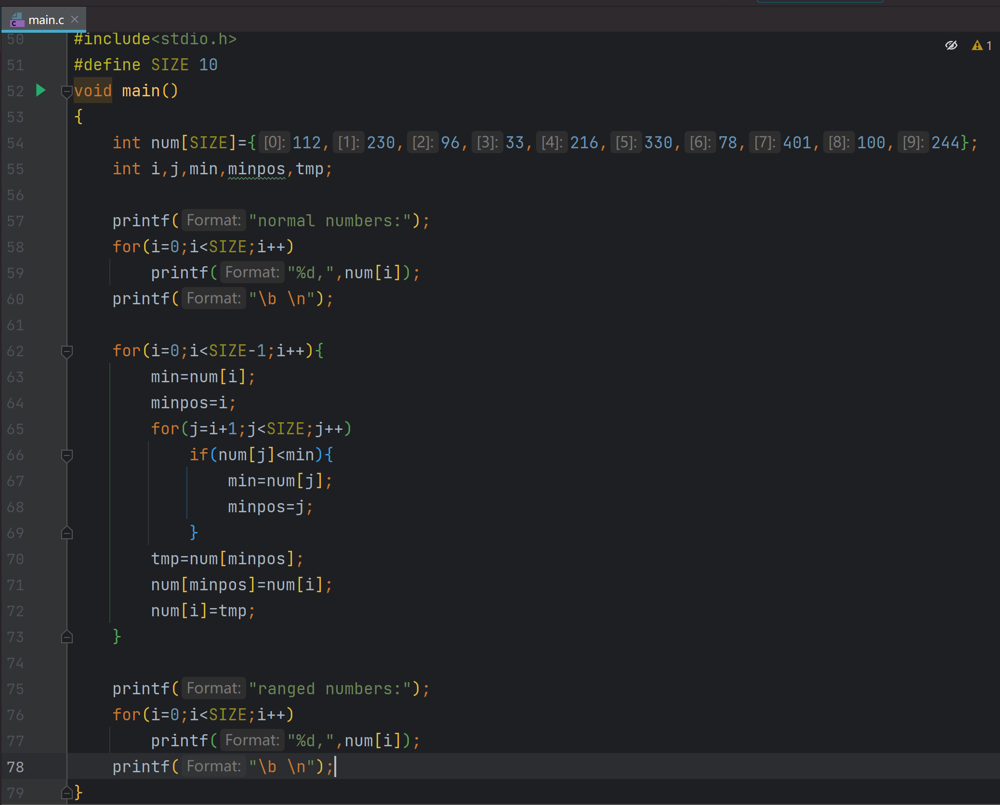 main.c
1
50 #include<stdio.h>
51 #define SIZE 10
52 void main()
53 {
54     int num[SIZE]={ [0]: 112, [1]: 230, [2]: 96, [3]: 33, [4]: 216, [5]: 330, [6]: 78, [7]: 401, [8]: 100, [9]: 244};
55     int i,j,min,minpos,tmp;
56
57     printf( Format: "normal numbers:");
58     for(i=0;i<SIZE;i++)
59         printf( Format: "%d,",num[i]);
60     printf( Format: "\b \n");
61
62     for(i=0;i<SIZE-1;i++){
63         min=num[i];
64         minpos=i;
65         for(j=i+1;j<SIZE;j++)
66             if(num[j]<min){
67                 min=num[j];
68                 minpos=j;
69             }
70         tmp=num[minpos];
71         num[minpos]=num[i];
72         num[i]=tmp;
73     }
74
75     printf( Format: "ranged numbers:");
76     for(i=0;i<SIZE;i++)
77         printf( Format: "%d,",num[i]);
78     printf( Format: "\b \n");
79 }